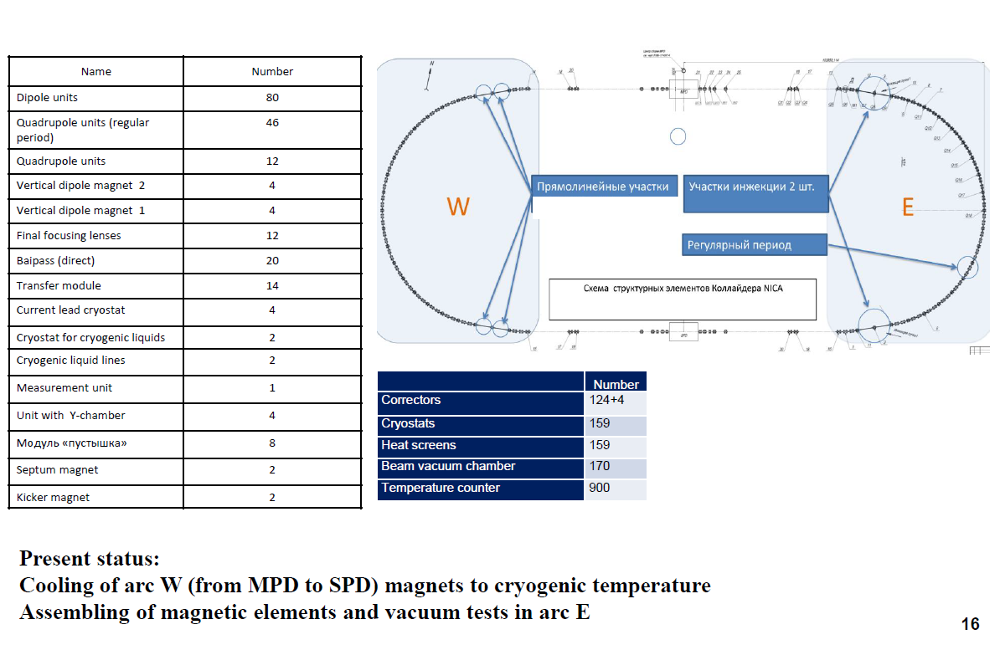 Name Number
Dipole units 80
Quadrupole units (regular
period) 46
Quadrupole units 12
Vertical dipole magnet 2 4
Vertical dipole magnet 1 4
Final focusing lenses 12
Baipass (direct) 20
Transfer module 14
Current lead cryostat 4
Cryostat for cryogenic liquids 2
Cryogenic liquid lines 2
Measurement unit 1
Unit with Y-chamber 4
Модуль «пустышка» 8
Septum magnet 2
Kicker magnet 2
N
MPD
Прямолинейные участки
Участки инжекции 2 шт.
W
E
Регулярный период
Схема структурных элементов Коллайдера NICA
SPD
Number
Correctors 124+4
Cryostats 159
Heat screens 159
Beam vacuum chamber 170
Temperature counter 900
Present status:
Cooling of arc W (from MPD to SPD) magnets to cryogenic temperature
Assembling of magnetic elements and vacuum tests in arc E
16